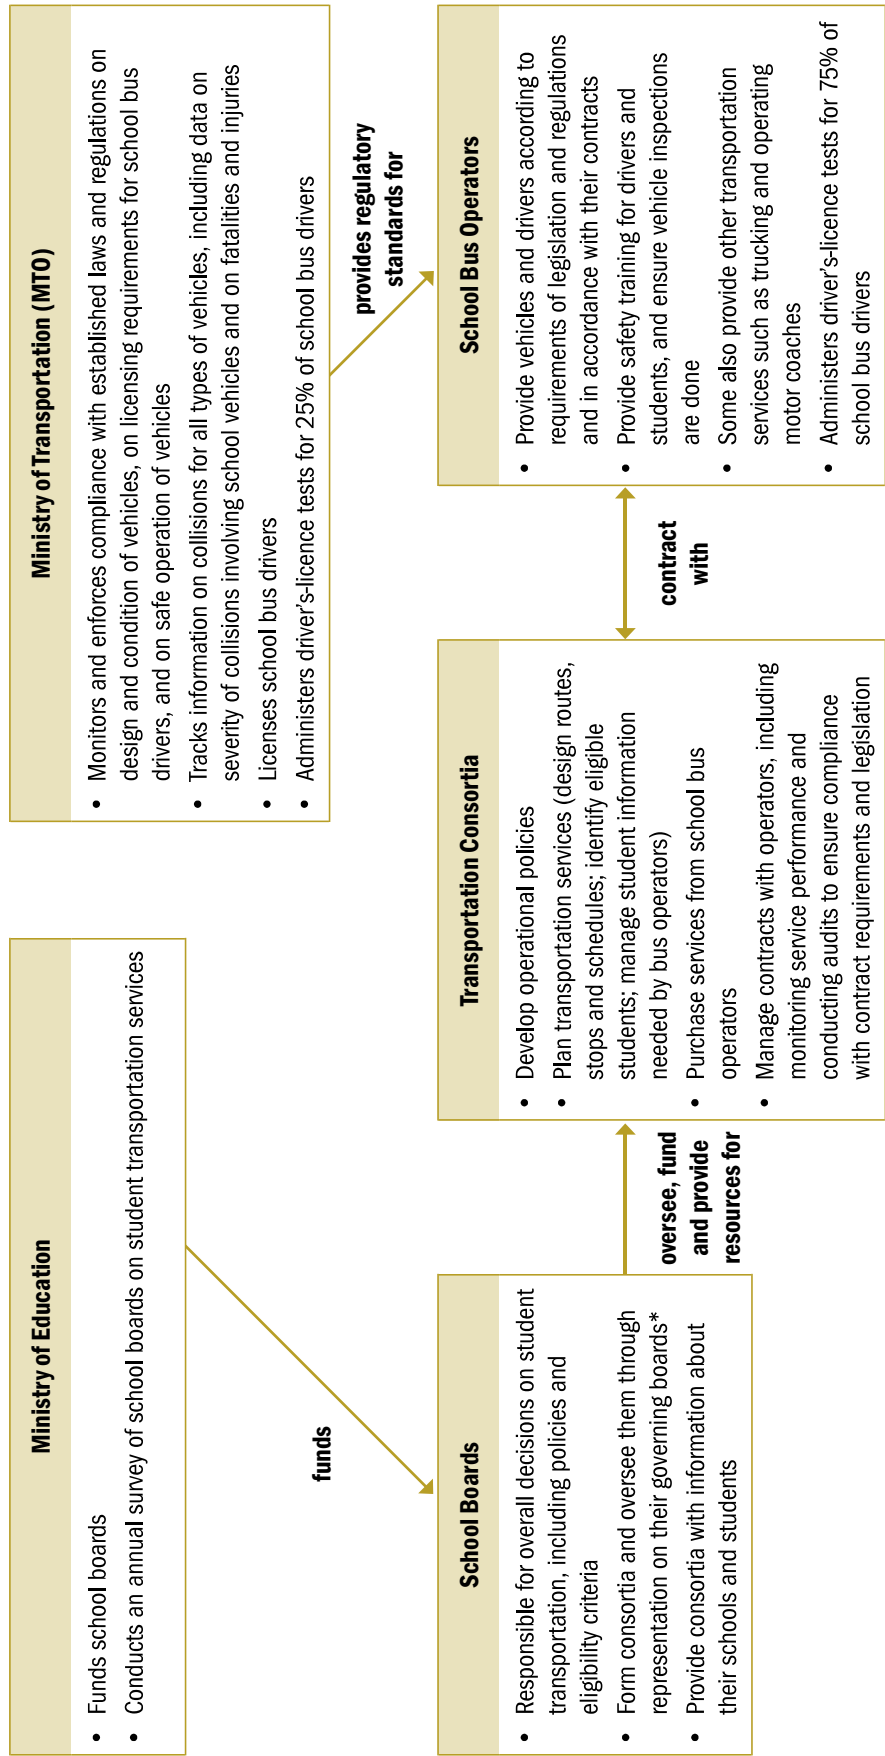 Ministry of Education
• Funds school boards
• Conducts an annual survey of school boards on student transportation services
Ministry of Transportation (MTO)
• Monitors and enforces compliance with established laws and regulations on
design and condition of vehicles, on licensing requirements for school bus
drivers, and on safe operation of vehicles
• Tracks information on collisions for all types of vehicles, including data on
severity of collisions involving school vehicles and on fatalities and injuries
• Licenses school bus drivers
• Administers driver's-licence tests for 25% of school bus drivers
funds
provides regulatory
standards for
School Boards
• Responsible for overall decisions on student
transportation, including policies and
eligibility criteria
• Form consortia and oversee them through
representation on their governing boards*
• Provide consortia with information about
their schools and students
oversee, fund
and provide
resources for
Transportation Consortia
• Develop operational policies
• Plan transportation services (design routes,
stops and schedules; identify eligible
students; manage student information
needed by bus operators)
• Purchase services from school bus
operators
• Manage contracts with operators, including
monitoring service performance and
conducting audits to ensure compliance
with contract requirements and legislation
contract
with
School Bus Operators
• Provide vehicles and drivers according to
requirements of legislation and regulations
and in accordance with their contracts
• Provide safety training for drivers and
students, and ensure vehicle inspections
are done
• Some also provide other transportation
services such as trucking and operating
motor coaches
• Administers driver's-licence tests for 75% of
school bus drivers